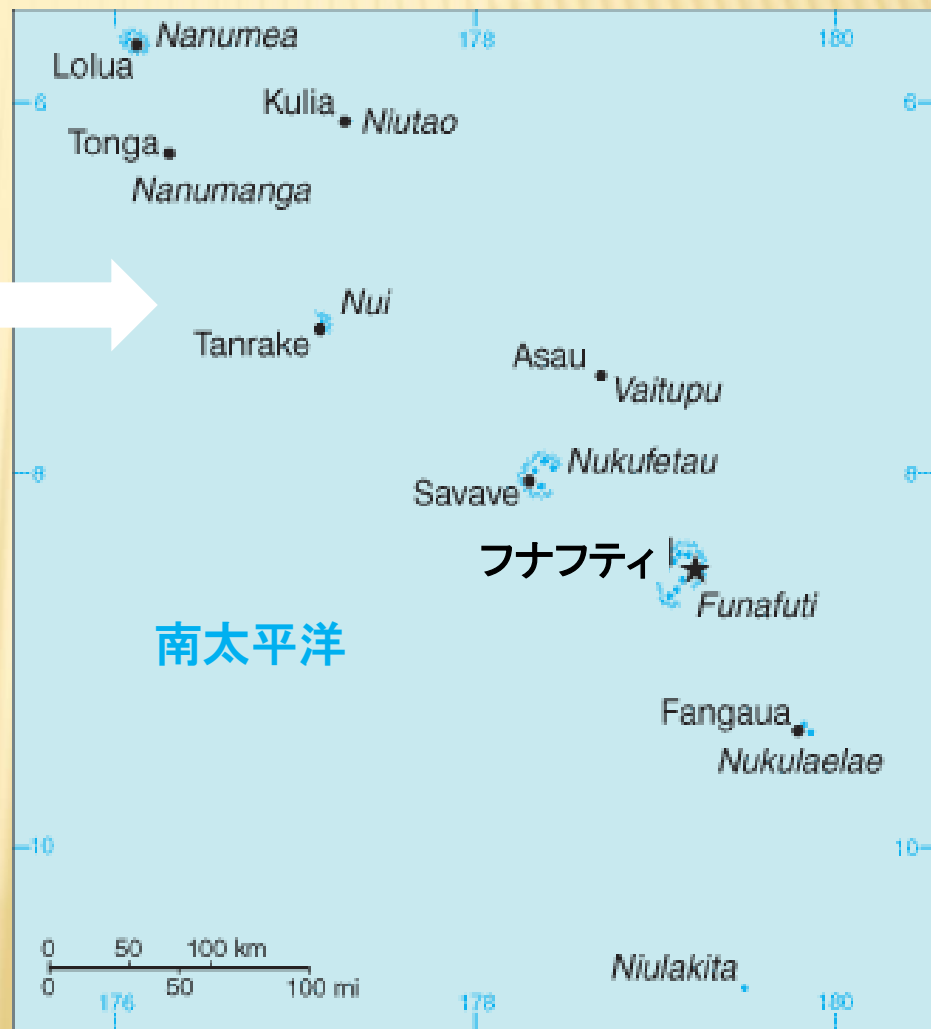 Nanumea
178
180
Lolua
6
Kulia
6
Niutao
Tonga
Nanumanga
Nui
Tanrake
Asau
Vaitupu
Nukufetau
8
8
Savave
フナフティ
Funafuti
南太平洋
Fangaua
Nukulaelae
10
10
0 50 100 km
Niulakita
0 50 100 mi
176
178
180